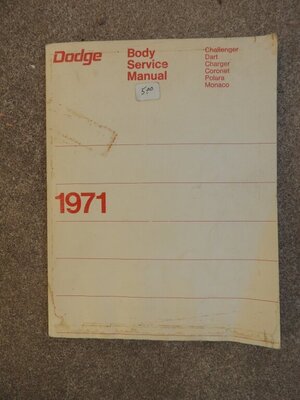 Dodge
Body
Service
Manual
Challenger
Dart
Charger
Coronet
Polara
Monaco
5.00
1971